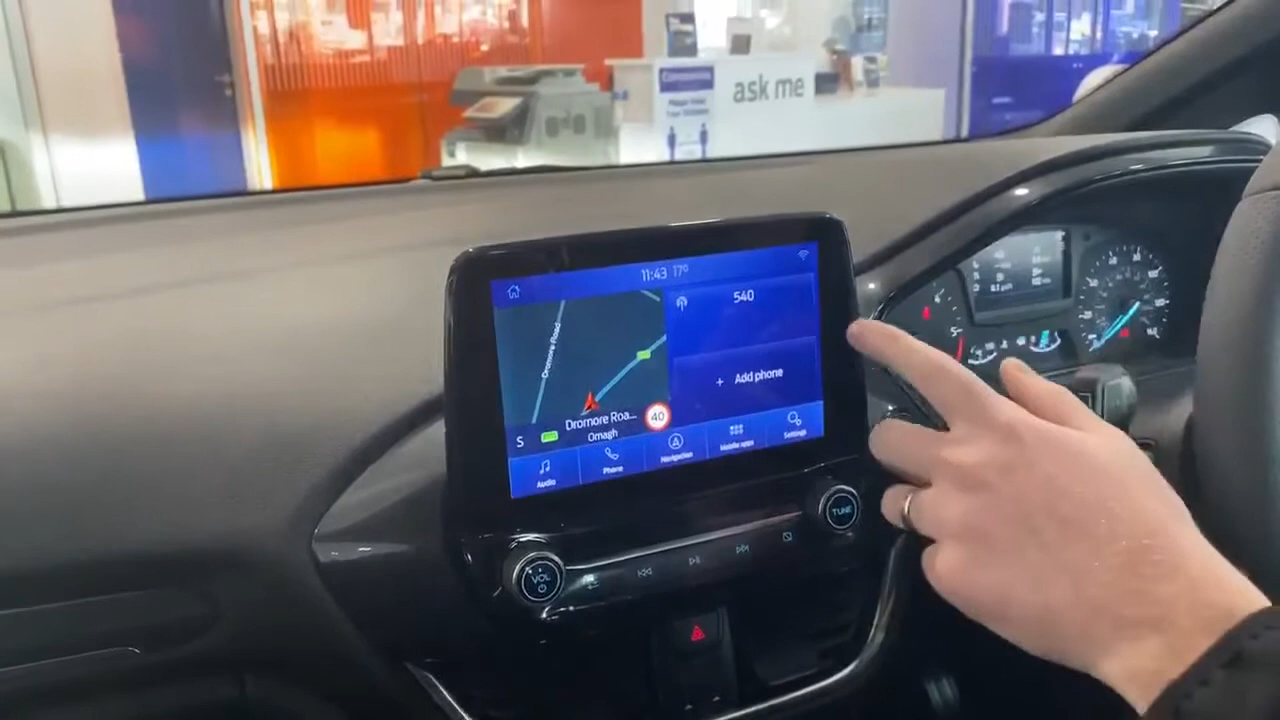 ask me
11:43 17°
540
Dromore Road
+ Add phone
Dromore Roa...
40
S
Omagh
Audio
Phone
Navigation
Mobile apps
Settings
TUNE
VOL